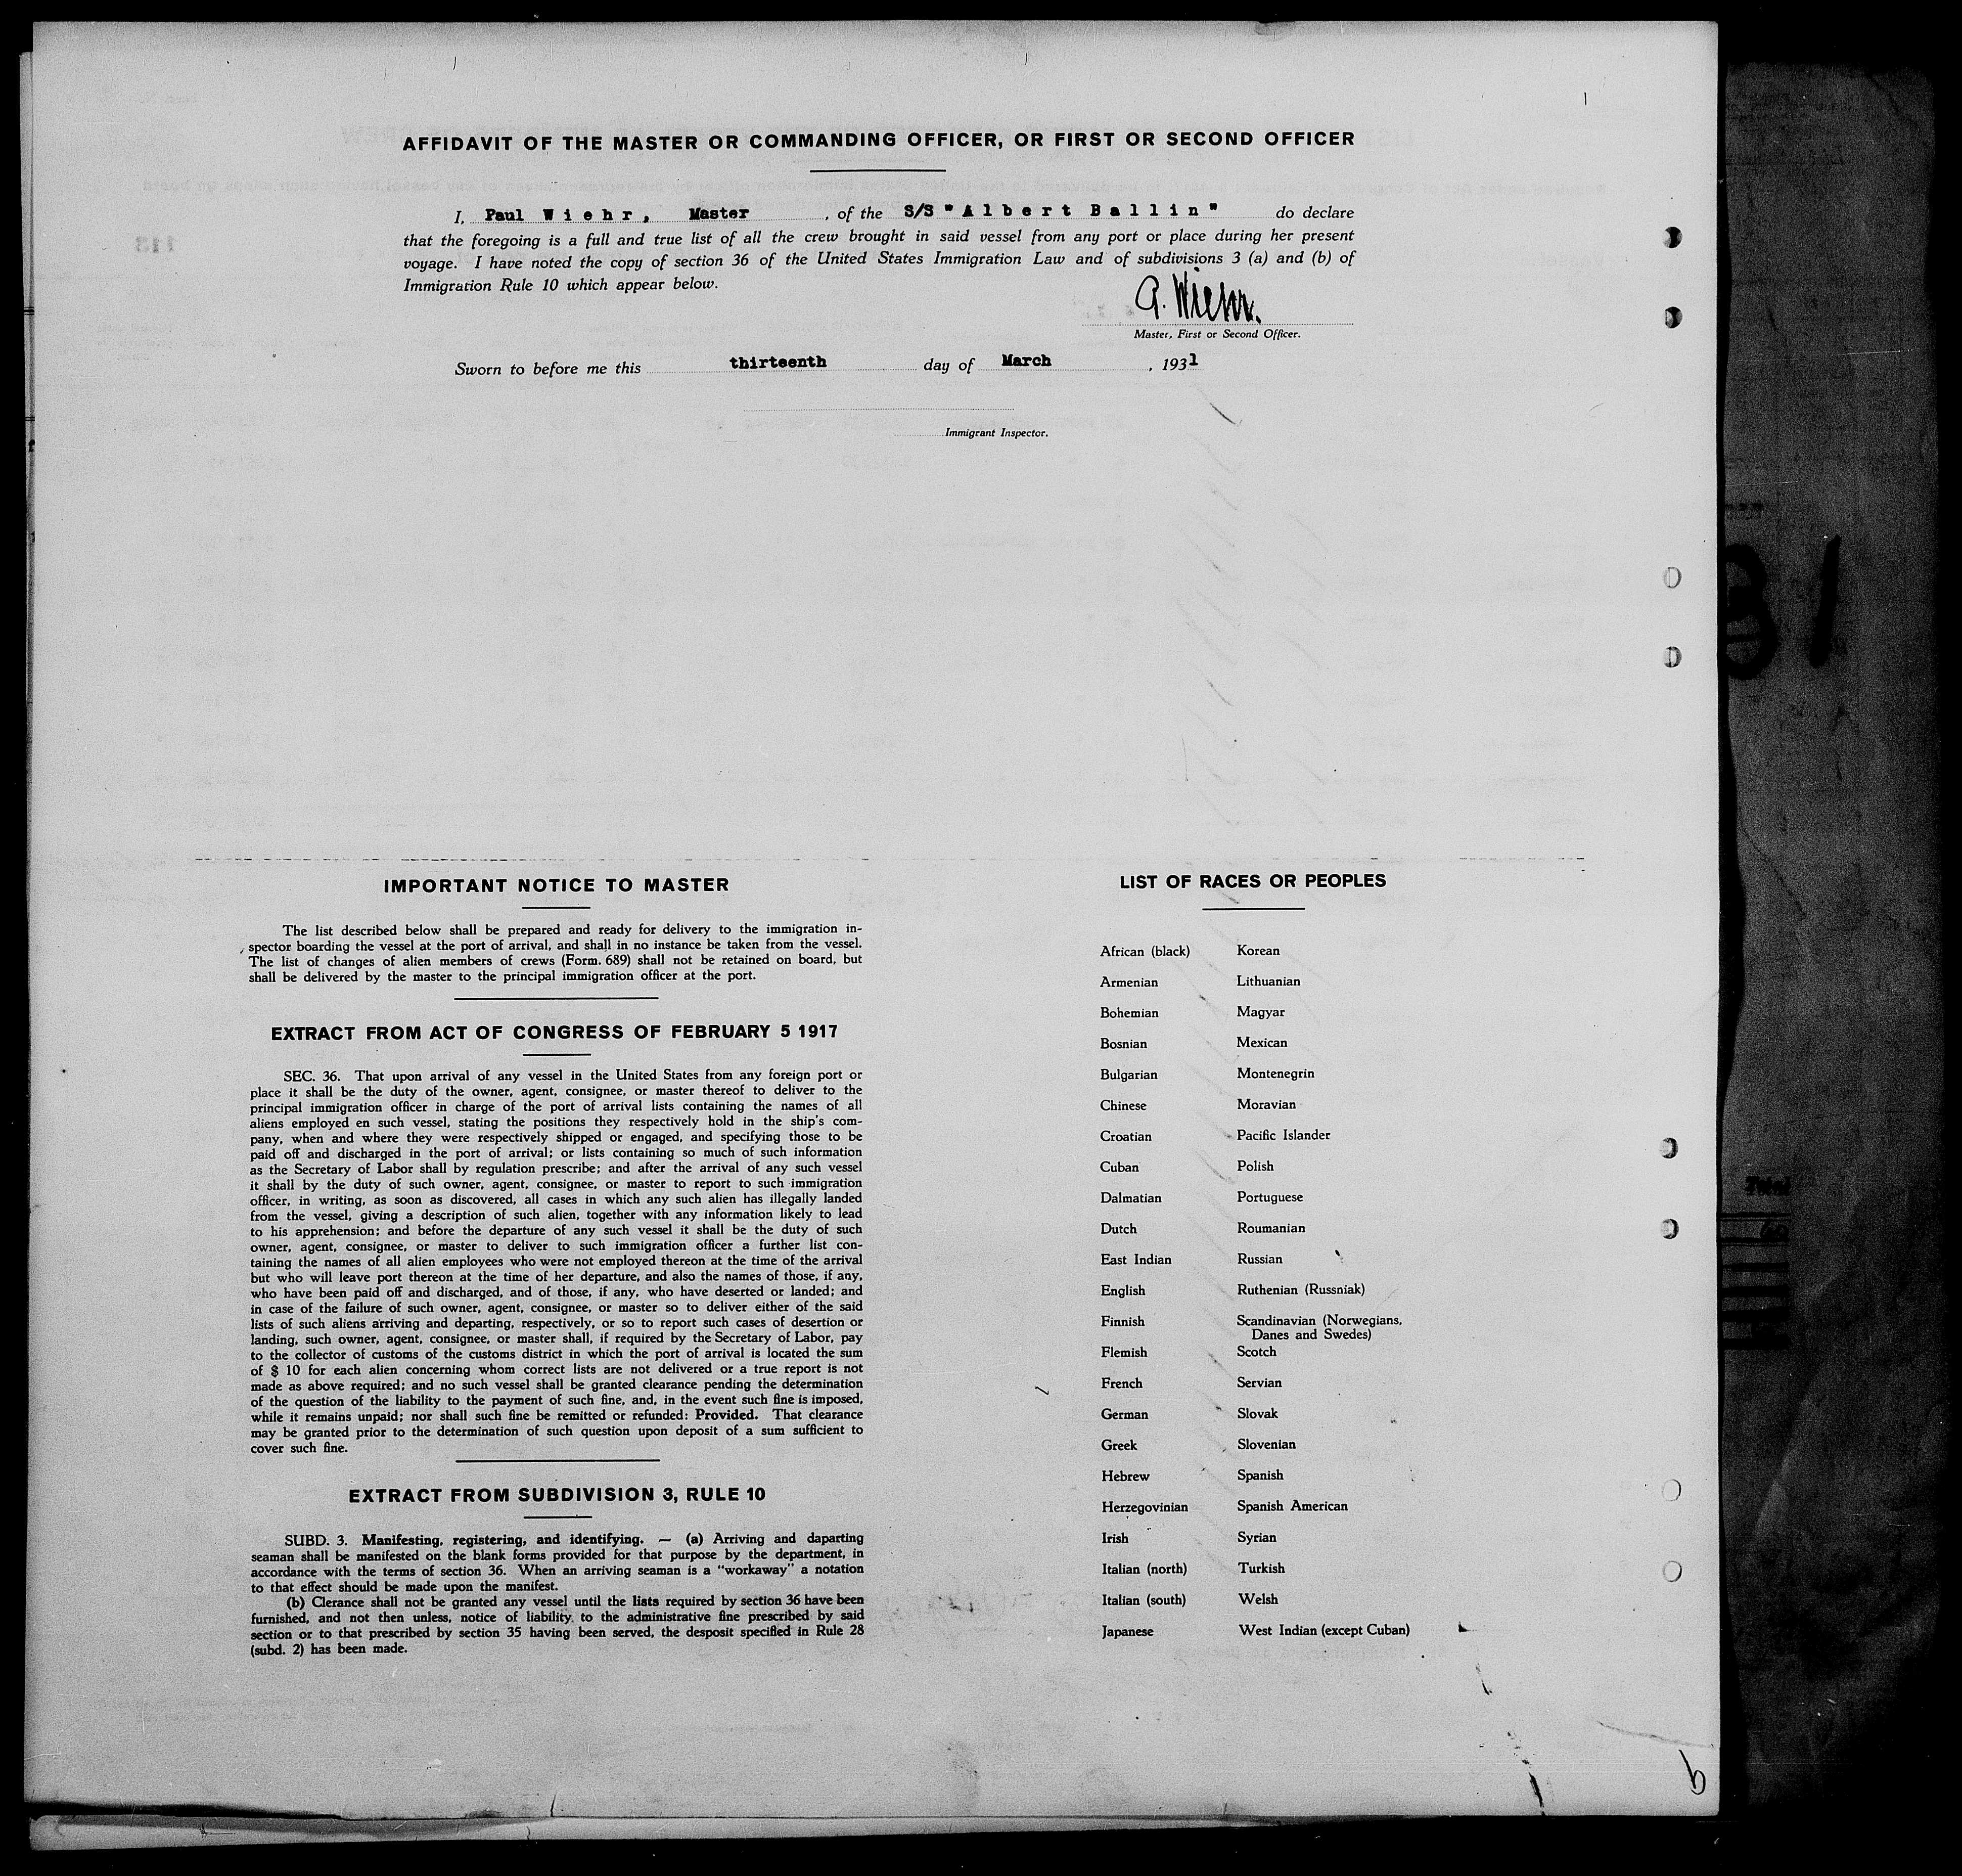 AFFIDAVIT OF THE MASTER OR COMMANDING OFFICER, OR FIRST OR SECOND OFFICER
I, Paul Wiehr, Master, of the S/S "Albert Ballin" do declare
that the foregoing is a full and true list of all the crew brought in said vessel from any port or place during her present
voyage. I have noted the copy of section 36 of the United States Immigration Law and of subdivisions 3 (a) and (b) of
Immigration Rule 10 which appear below.
Wiehr.
Master, First or Second Officer.
Sworn to before me this thirteenth day of March, 1931
Immigrant Inspector.
IMPORTANT NOTICE TO MASTER
The list described below shall be prepared and ready for delivery to the immigration in-
spector boarding the vessel at the port of arrival, and shall in no instance be taken from the vessel.
The list of changes of alien members of crews (Form. 689) shall not be retained on board, but
shall be delivered by the master to the principal immigration officer at the port.
EXTRACT FROM ACT OF CONGRESS OF FEBRUARY 5 1917
SEC. 36. That upon arrival of any vessel in the United States from any foreign port or
place it shall be the duty of the owner, agent, consignee, or master thereof to deliver to the
principal immigration officer in charge of the port of arrival lists containing the names of all
aliens employed en such vessel, stating the positions they respectively hold in the ship's com-
pany, when and where they were respectively shipped or engaged, and specifying those to be
paid off and discharged in the port of arrival; or lists containing so much of such information
as the Secretary of Labor shall by regulation prescribe; and after the arrival of any such vessel
it shall by the duty of such owner, agent, consignee, or master to report to such immigration
officer, in writing, as soon as discovered, all cases in which any such alien has illegally landed
from the vessel, giving a description of such alien, together with any information likely to lead
to his apprehension; and before the departure of any such vessel it shall be the duty of such
owner, agent, consignee, or master to deliver to such immigration officer a further list con-
taining the names of all alien employees who were not employed thereon at the time of the arrival
but who will leave port thereon at the time of her departure, and also the names of those, if any,
who have been paid off and discharged, and of those, if any, who have deserted or landed; and
in case of the failure of such owner, agent, consignee, or master so to deliver either of the said
lists of such aliens arriving and departing, respectively, or so to report such cases of desertion or
landing, such owner, agent, consignee, or master shall, if required by the Secretary of Labor, pay
to the collector of customs of the customs district in which the port of arrival is located the sum
of $ 10 for each alien concerning whom correct lists are not delivered or a true report is not
made as above required; and no such vessel shall be granted clearance pending the determination
of the question of the liability to the payment of such fine, and, in the event such fine is imposed,
while it remains unpaid; nor shall such fine be remitted or refunded: Provided. That clearance
may be granted prior to the determination of such question upon deposit of a sum sufficient to
cover such fine.
EXTRACT FROM SUBDIVISION 3, RULE 10
SUBD. 3. Manifesting, registering, and identifying. — (a) Arriving and daparting
seaman shall be manifested on the blank forms provided for that purpose by the department, in
accordance with the terms of section 36. When an arriving seaman is a "workaway" a notation
to that effect should be made upon the manifest.
(b) Clerance shall not be granted any vessel until the lists required by section 36 have been
furnished, and not then unless, notice of liability to the administrative fine prescribed by said
section or to that prescribed by section 35 having been served, the desposit specified in Rule 28
(subd. 2) has been made.
LIST OF RACES OR PEOPLES
African (black) Korean
Armenian Lithuanian
Bohemian Magyar
Bosnian Mexican
Bulgarian Montenegrin
Chinese Moravian
Croatian Pacific Islander
Cuban Polish
Dalmatian Portuguese
Dutch Roumanian
East Indian Russian
English Ruthenian (Russniak)
Finnish Scandinavian (Norwegians,
Danes and Swedes)
Flemish Scotch
French Servian
German Slovak
Greek Slovenian
Hebrew Spanish
Herzegovinian Spanish American
Irish Syrian
Italian (north) Turkish
Italian (south) Welsh
Japanese West Indian (except Cuban)
Total